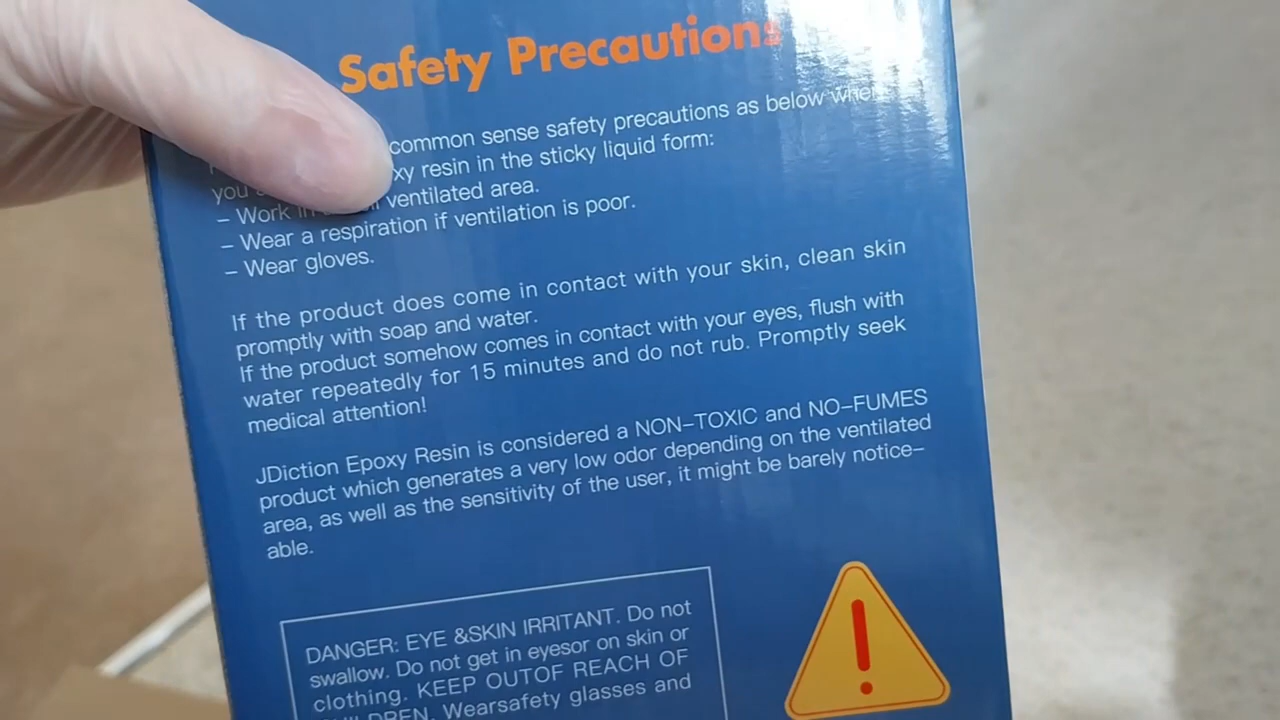 Safety Precautions
common sense safety precautions as below when
you xy resin in the sticky liquid form:
– Work in ventilated area.
– Wear a respiration if ventilation is poor.
– Wear gloves.
If the product does come in contact with your skin, clean skin
promptly with soap and water.
If the product somehow comes in contact with your eyes, flush with
water repeatedly for 15 minutes and do not rub. Promptly seek
medical attention!
JDiction Epoxy Resin is considered a NON–TOXIC and NO–FUMES
product which generates a very low odor depending on the ventilated
area, as well as the sensitivity of the user, it might be barely notice–
able.
DANGER: EYE &SKIN IRRITANT. Do not
swallow. Do not get in eyesor on skin or
clothing. KEEP OUTOF REACH OF
CHILDREN. Wearsafety glasses and